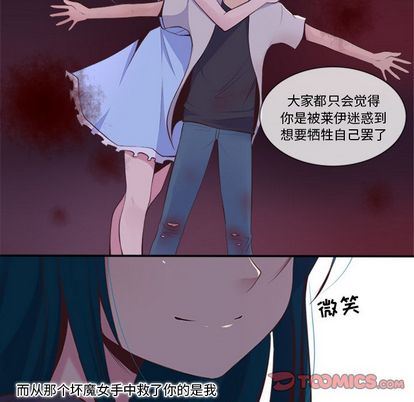 大家都只会觉得
你是被莱伊迷惑到
想要牺牲自己罢了
微笑
而从那个坏魔女手中救了你的是我
TOOMICS.com